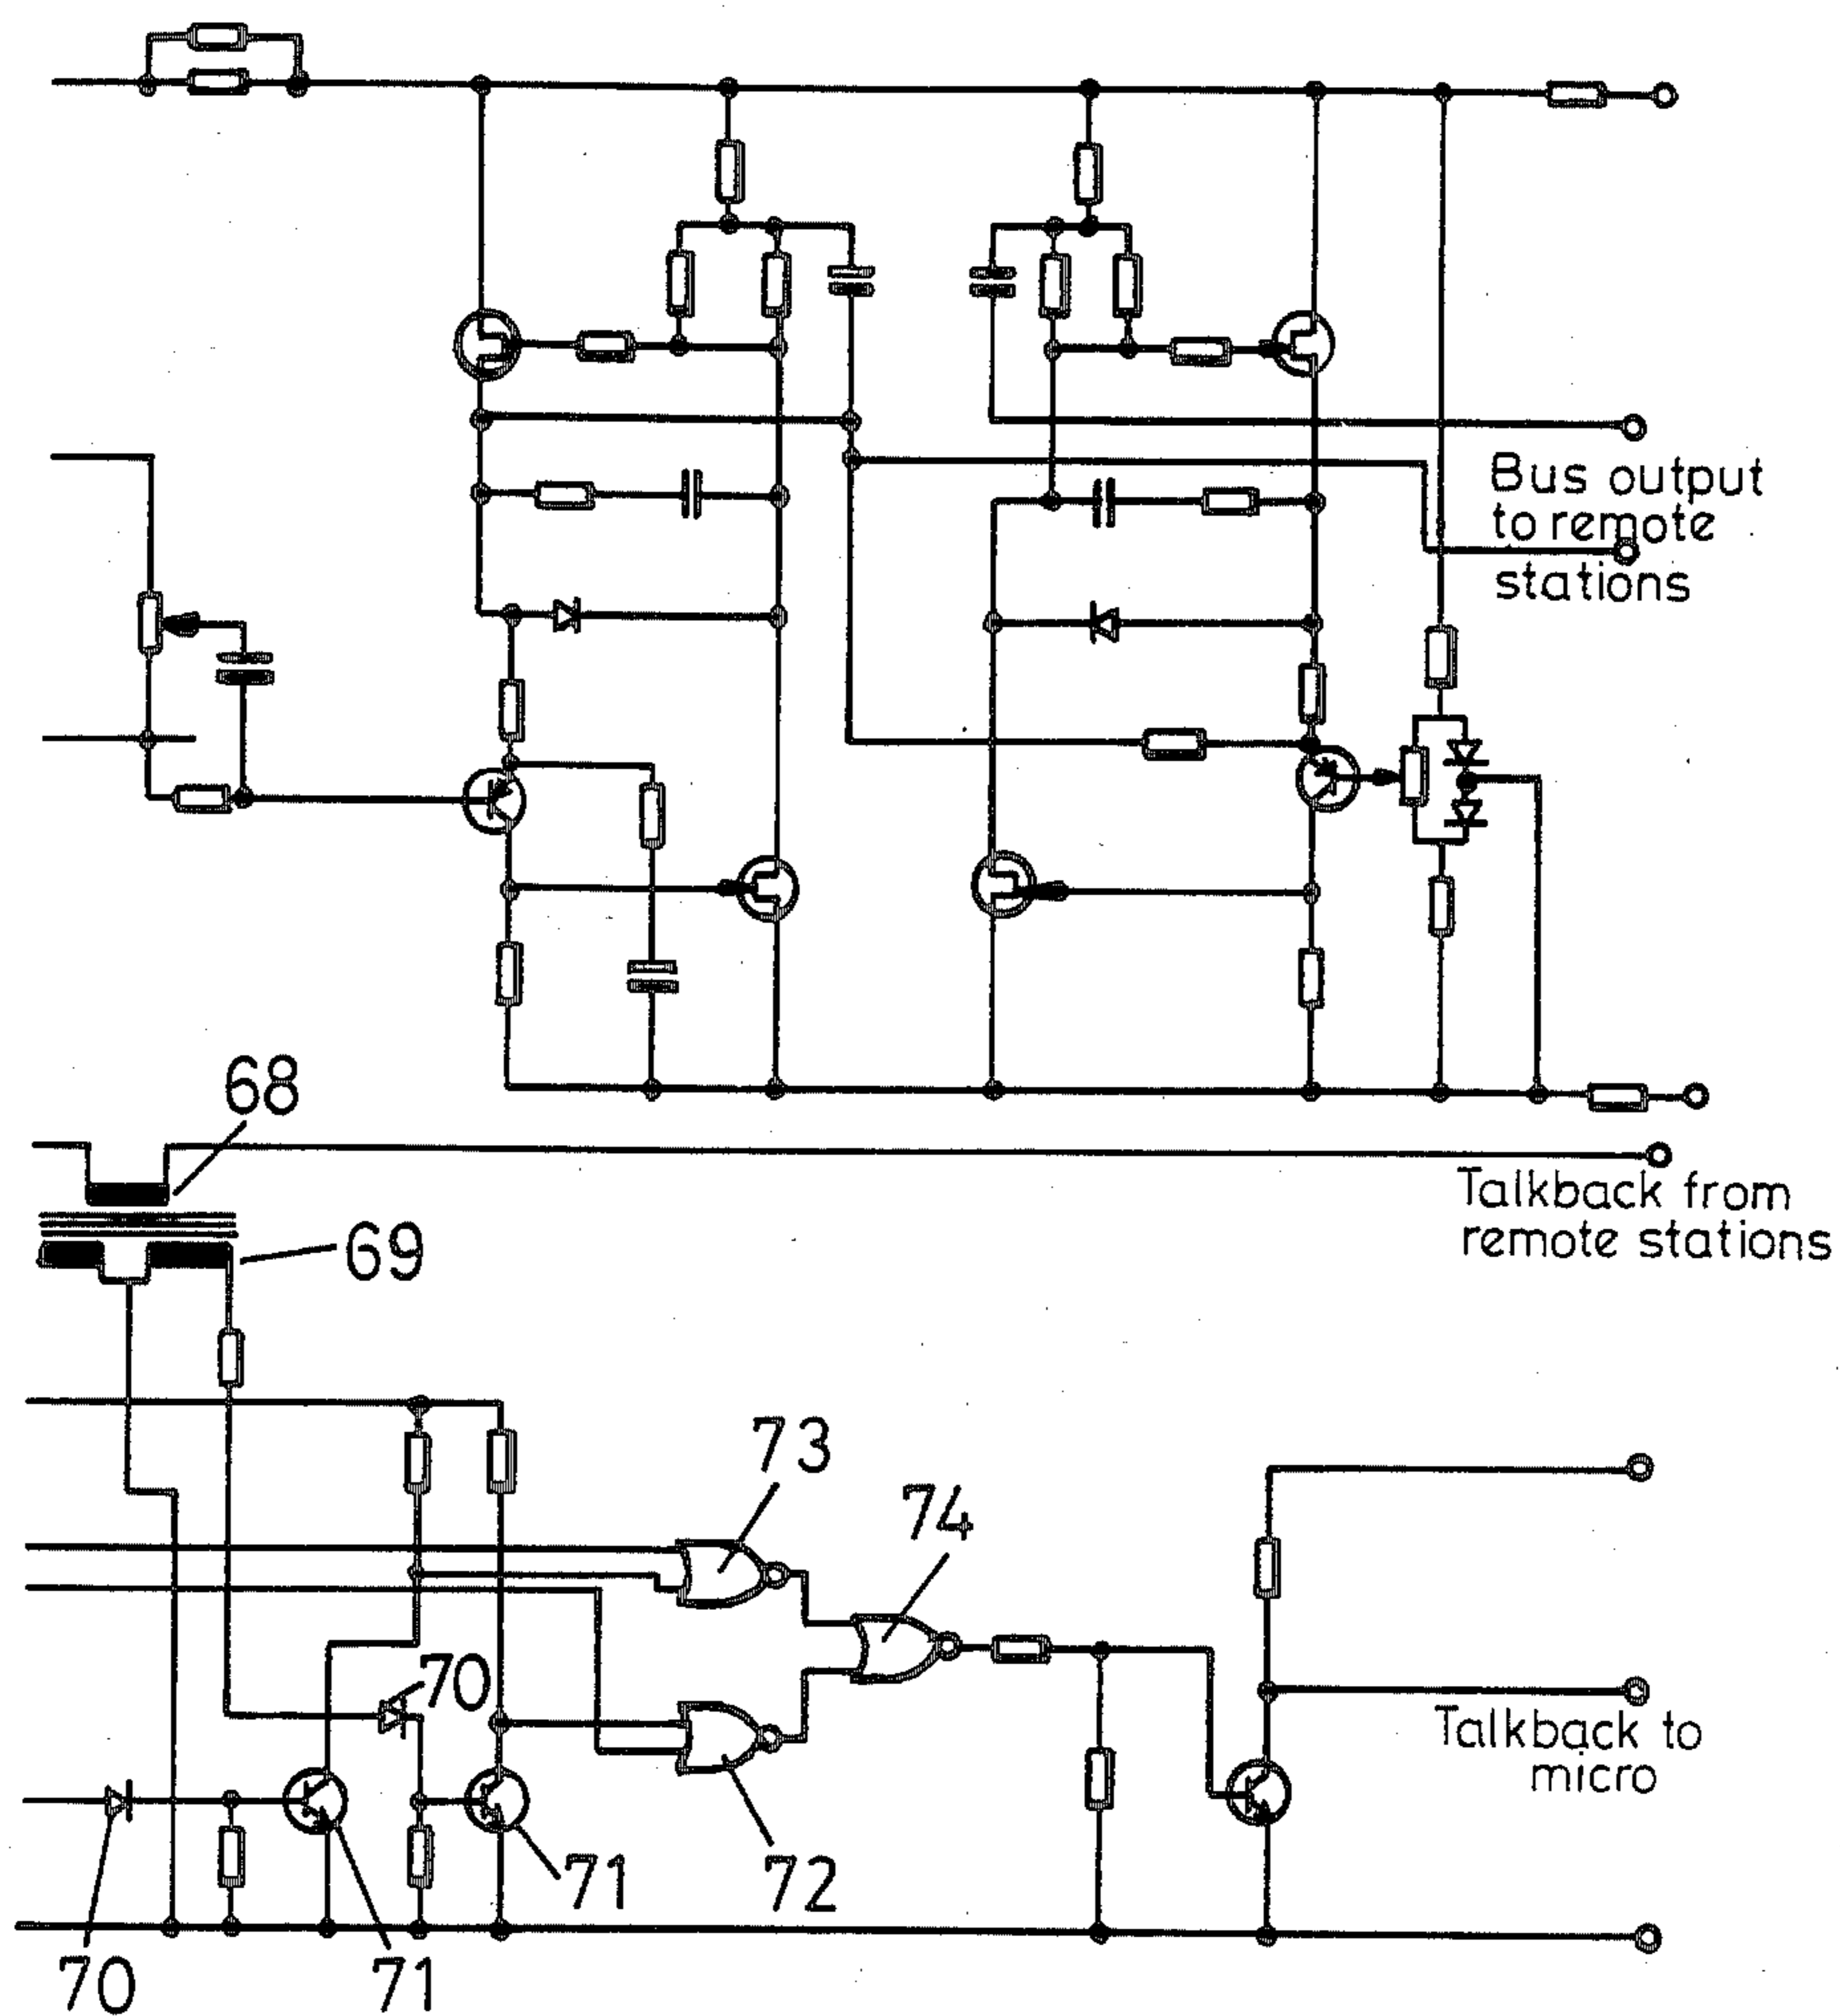 Bus output
to remote
stations
68
Talkback from
remote stations
69
73
74
70
Talkback to
micro
71
72
70
71